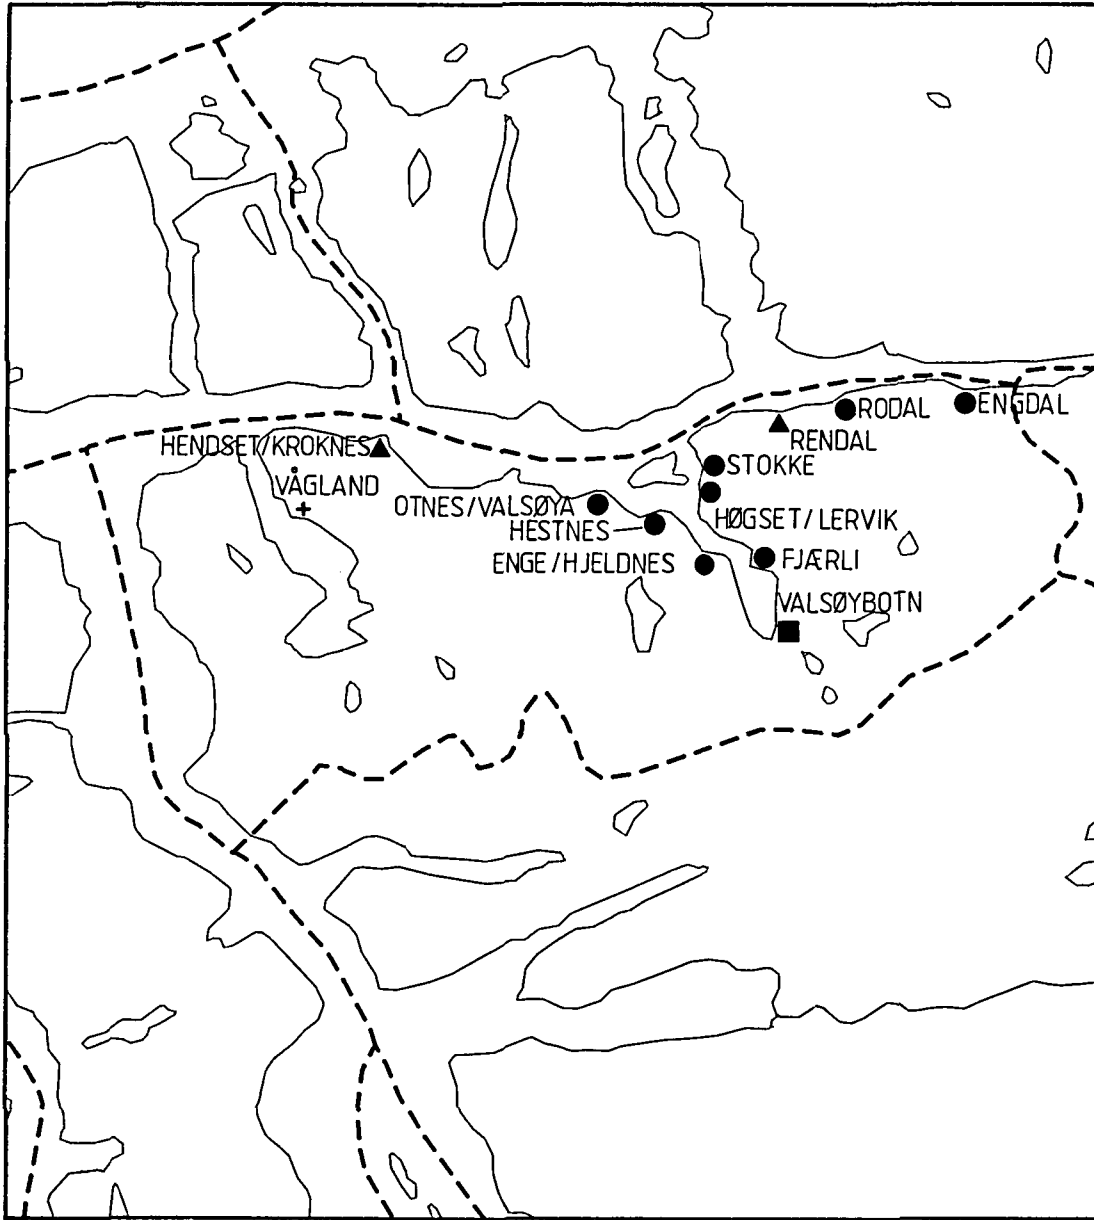 RODAL
ENGDAL
RENDAL
HENDSET/KROKNES
STOKKE
VÅGLAND
OTNES/VALSØYA
HØGSET/LERVIK
HESTNES
ENGE/HJELDNES
FJÆRLI
VALSØYBOTN